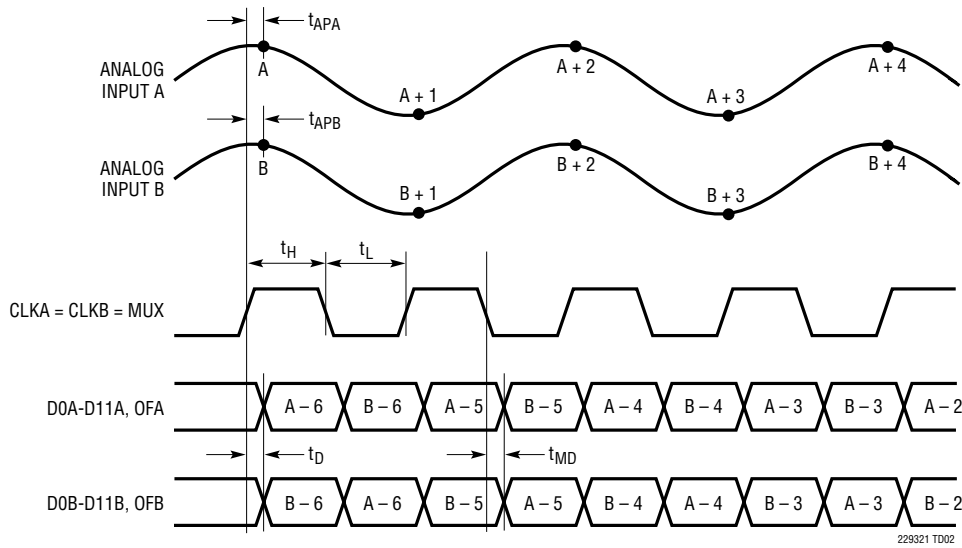 tAPA
ANALOG
INPUT A
A
A + 1
A + 2
A + 3
A + 4
tAPB
ANALOG
INPUT B
B
B + 1
B + 2
B + 3
B + 4
tH
tL
CLKA = CLKB = MUX
D0A-D11A, OFA
A – 6
B – 6
A – 5
B – 5
A – 4
B – 4
A – 3
B – 3
A – 2
tD
tMD
D0B-D11B, OFB
B – 6
A – 6
B – 5
A – 5
B – 4
A – 4
B – 3
A – 3
B – 2
229321 TD02